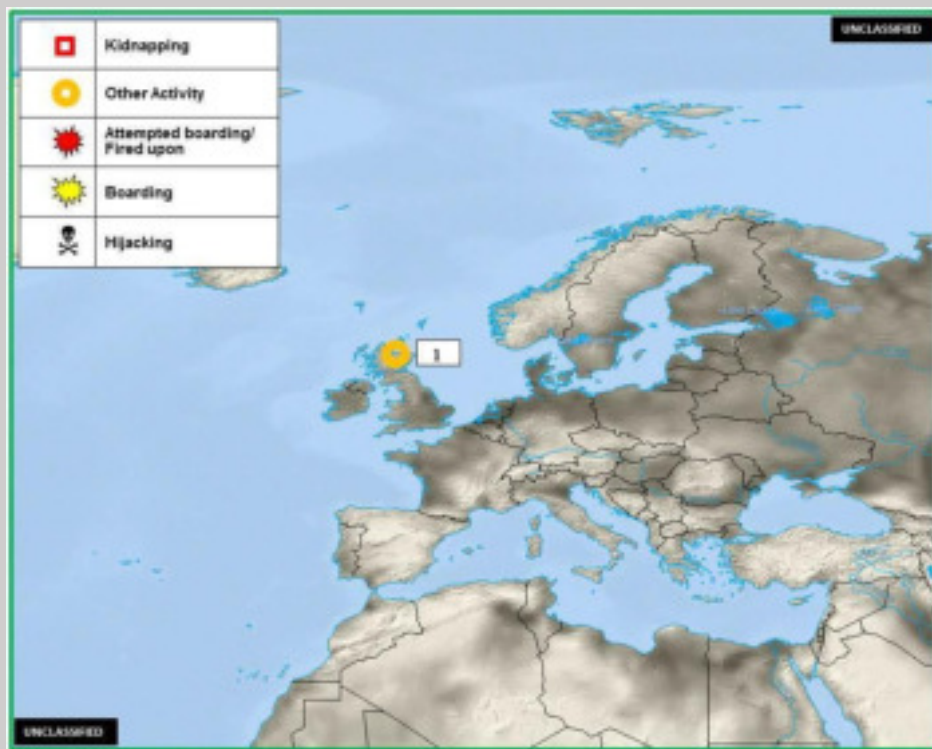 UNCLASSIFIED
Kidnapping
Other Activity
Attempted boarding/
Fired upon
Boarding
Hijacking
1
UNCLASSIFIED